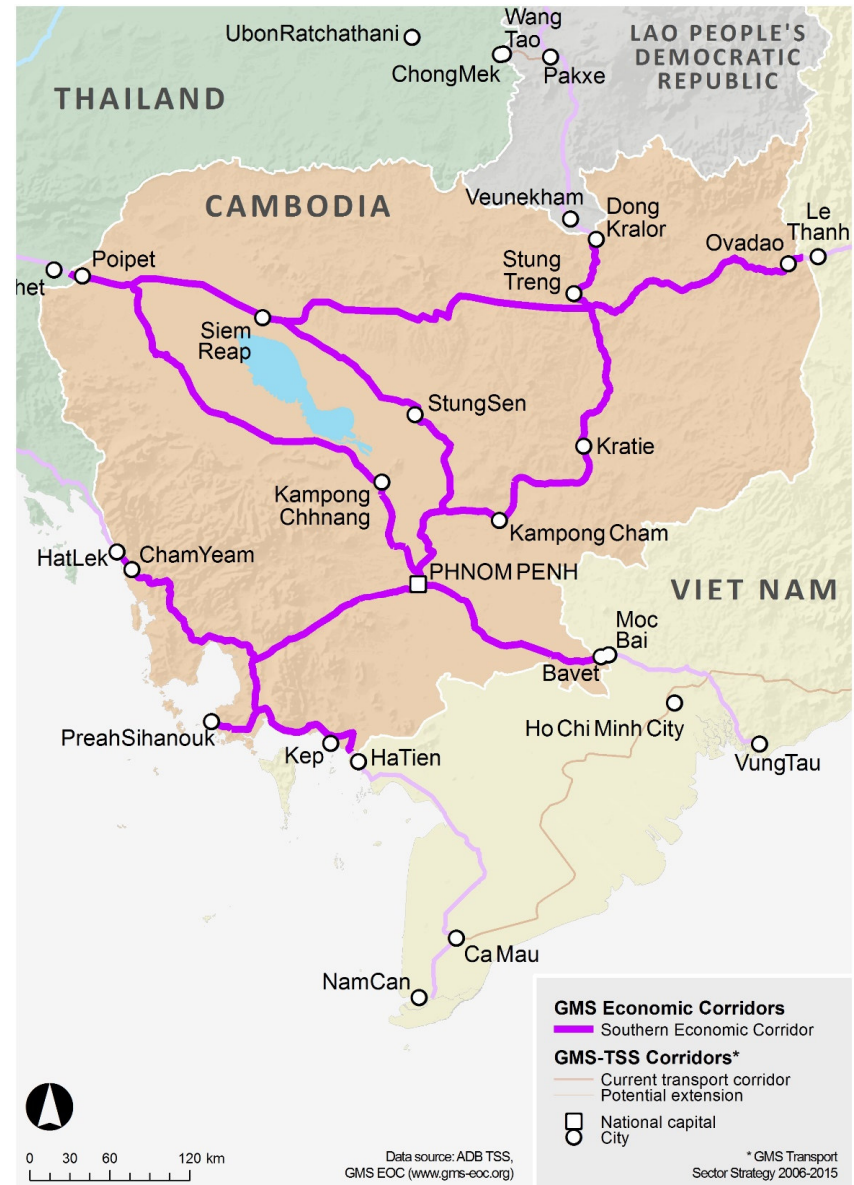 Wang
Tao
UbonRatchathani
ChongMek
Pakxe
LAO PEOPLE'S
DEMOCRATIC
REPUBLIC
THAILAND
CAMBODIA
Veunekham
Dong
Kralor
Le
Thanh
Ovadao
Stung
Treng
Poipet
het
Siem
Reap
StungSen
Kratie
Kampong
Chhnang
Kampong Cham
HatLek
ChamYeam
PHNOM PENH
VIET NAM
Moc
Bai
Bavet
PreahSihanouk
Kep
HaTien
Ho Chi Minh City
VungTau
Ca Mau
NamCan
GMS Economic Corridors
Southern Economic Corridor
GMS-TSS Corridors*
Current transport corridor
Potential extension
National capital
City
* GMS Transport
Sector Strategy 2006-2015
Data source: ADB TSS,
GMS EOC (www.gms-eoc.org)
0 30 60 120 km